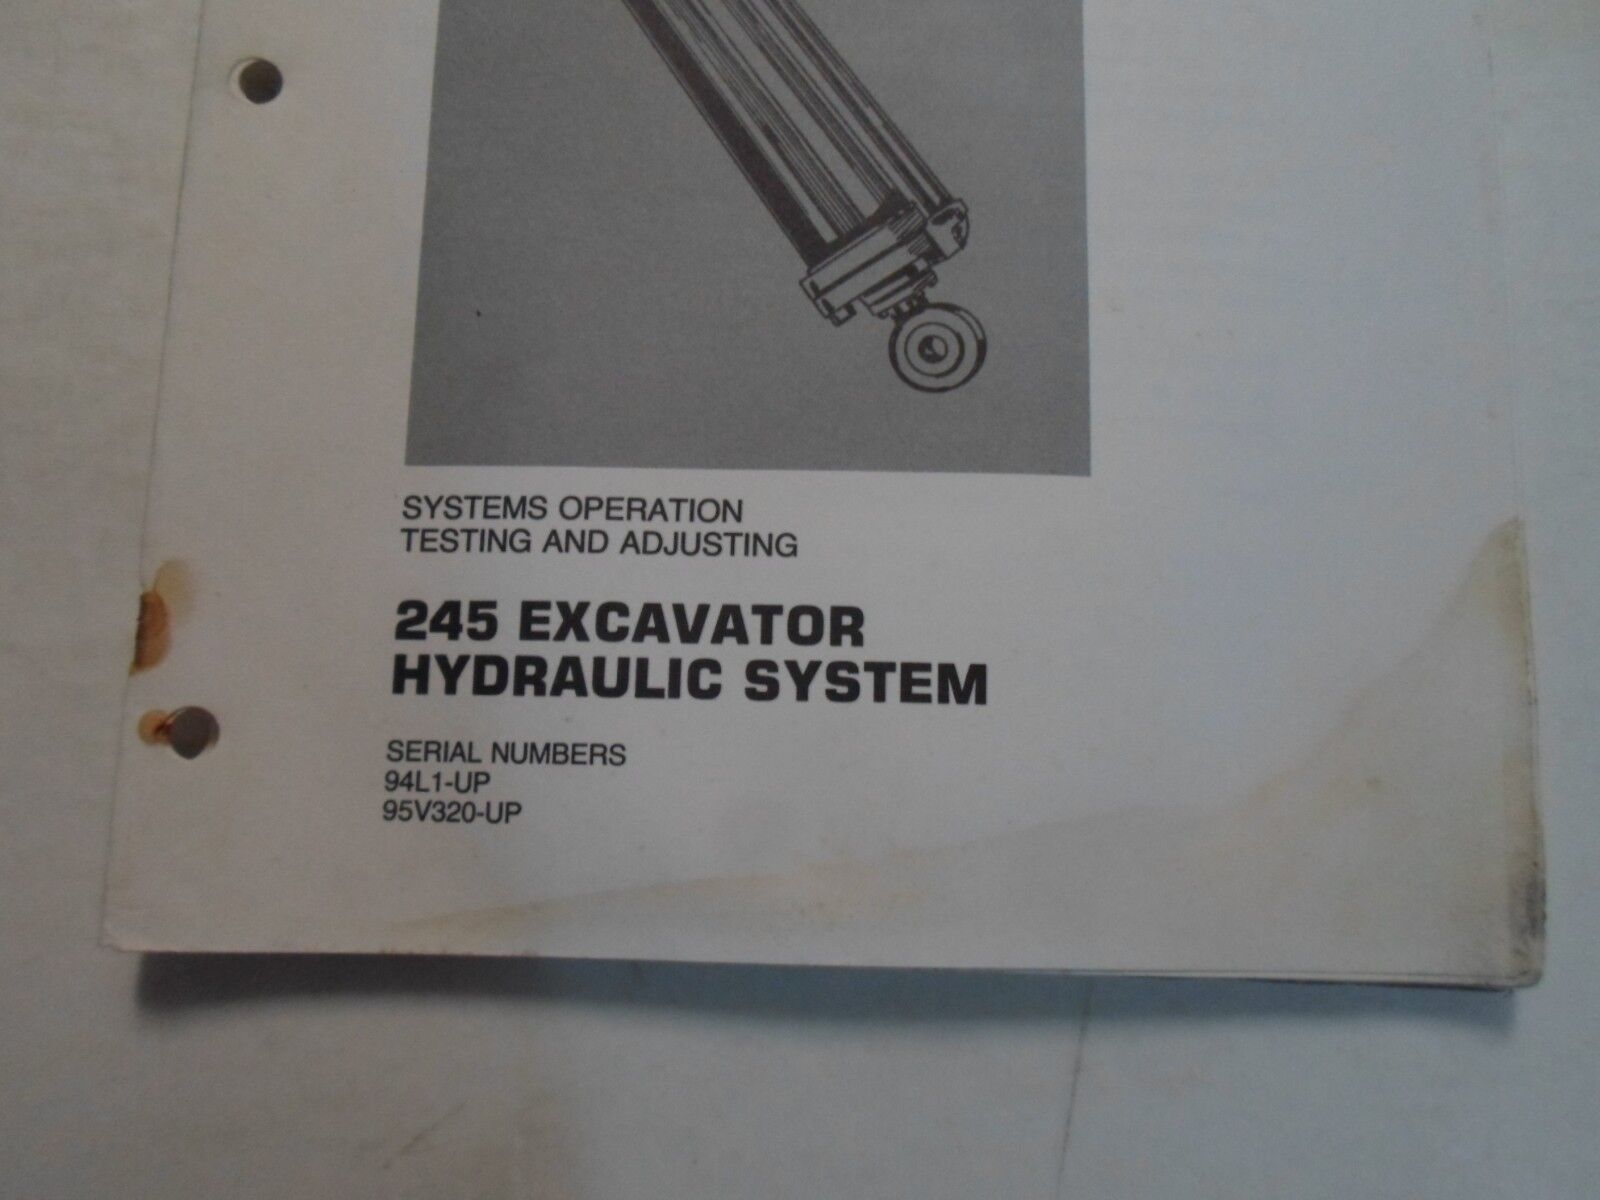 SYSTEMS OPERATION
TESTING AND ADJUSTING
245 EXCAVATOR
HYDRAULIC SYSTEM
SERIAL NUMBERS
94L1-UP
95V320-UP